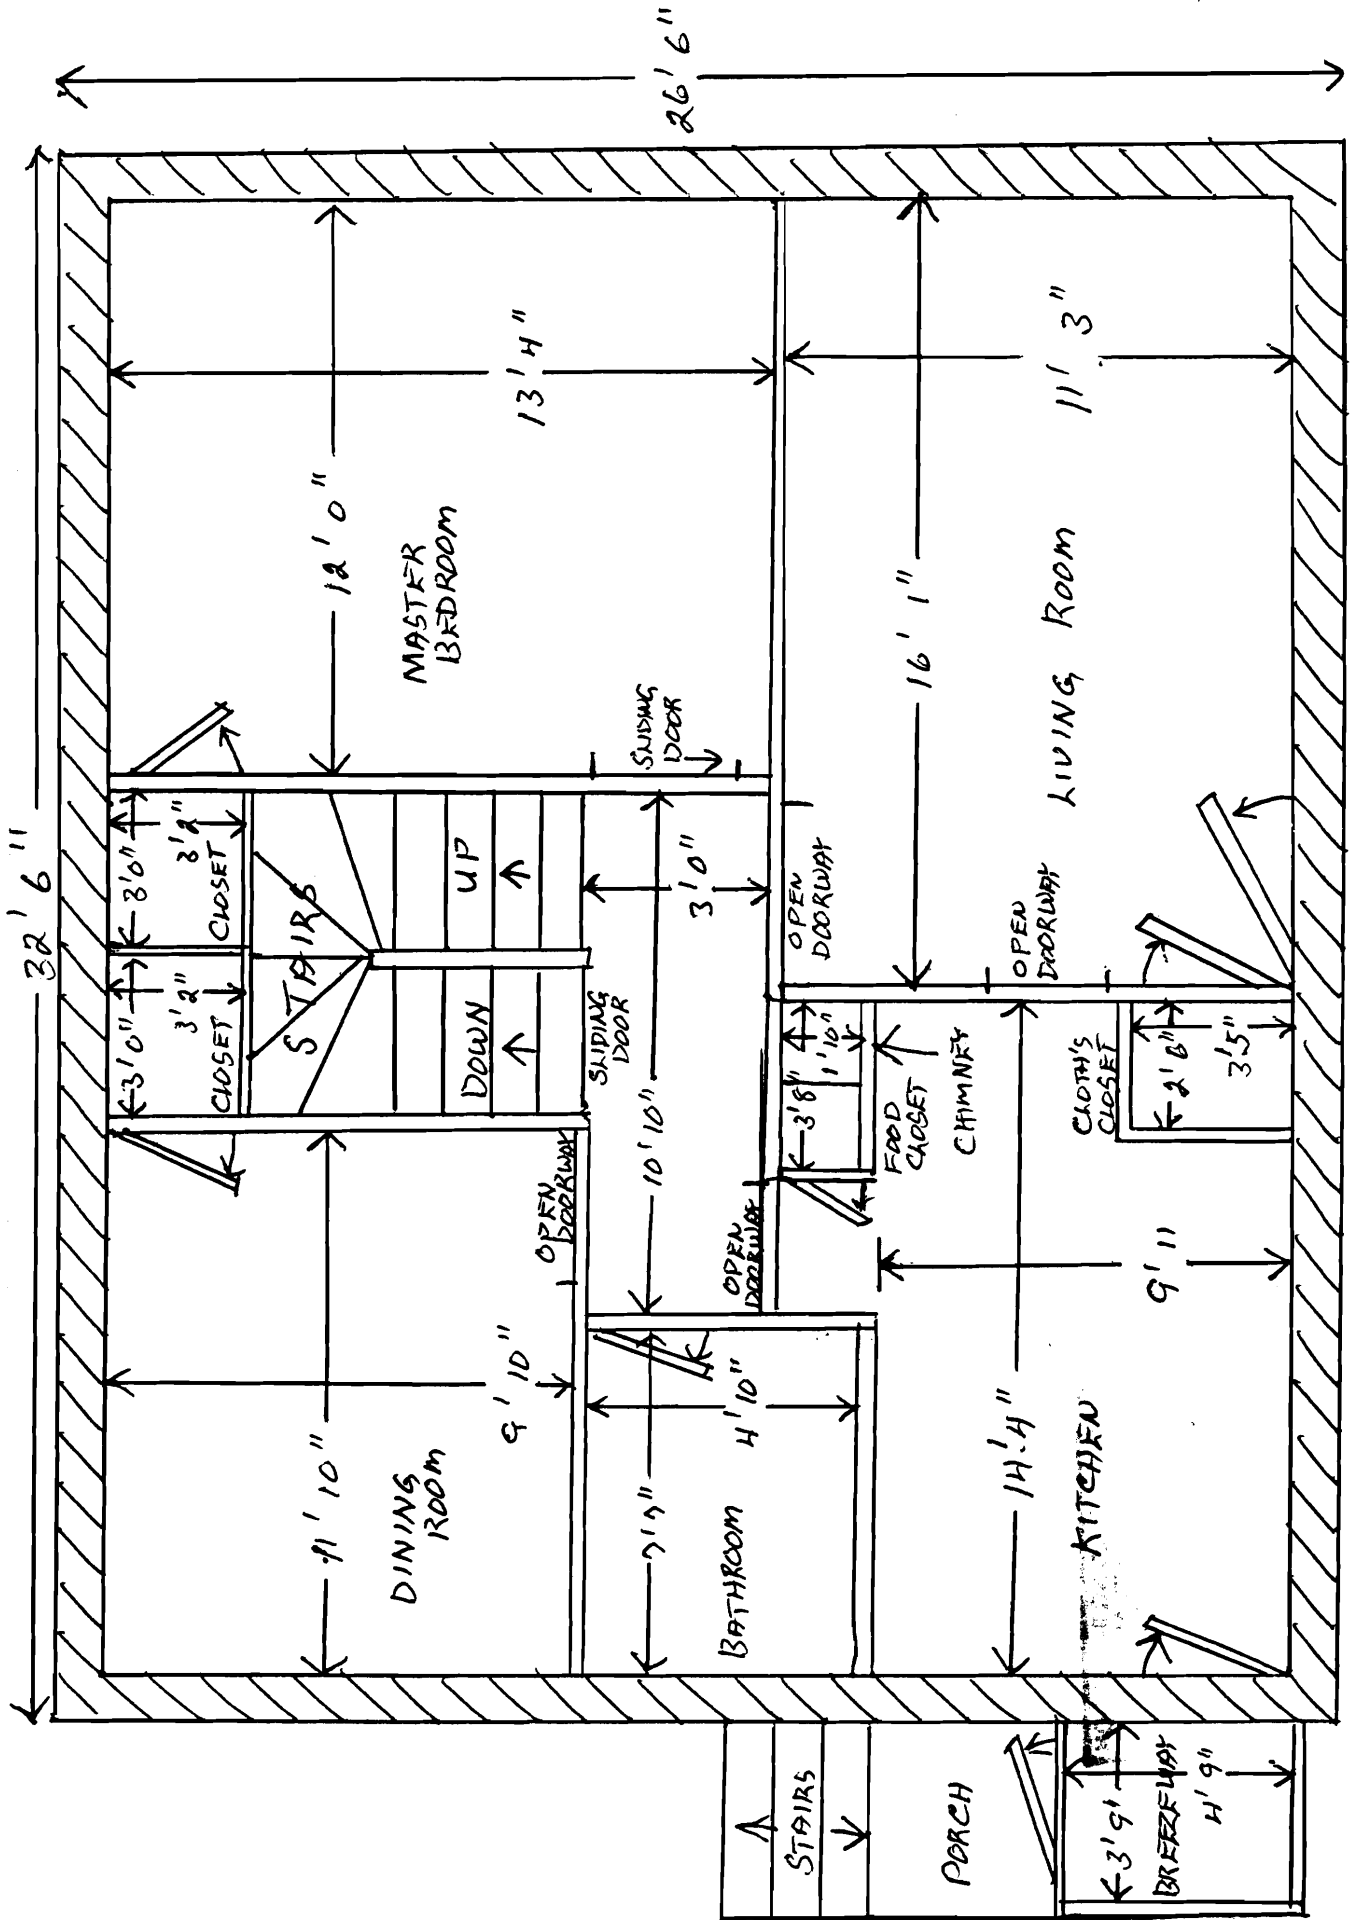 32' 6"
26' 6"
3'0"
3'2"
CLOSET
3'0"
3'2"
CLOSET
12' 0"
13' 4"
MASTER
BEDROOM
STAIRS
UP
DOWN
SLIDING
DOOR
SLIDING
DOOR
3' 0"
10' 10"
11' 10"
9' 10"
DINING
ROOM
OPEN
DOORWAY
OPEN
DOORWAY
OPEN
DOORWAY
OPEN
DOORWAY
16' 1"
11' 3"
LIVING ROOM
3'8"
1'10"
FOOD
CLOSET
CHIMNEY
CLOTH'S
CLOSET
2' 6"
3'5"
7'7"
4' 10"
BATHROOM
14'.4"
9' 11
KITCHEN
STAIRS
PORCH
3' 9'
BREEZEWAY
4' 9"